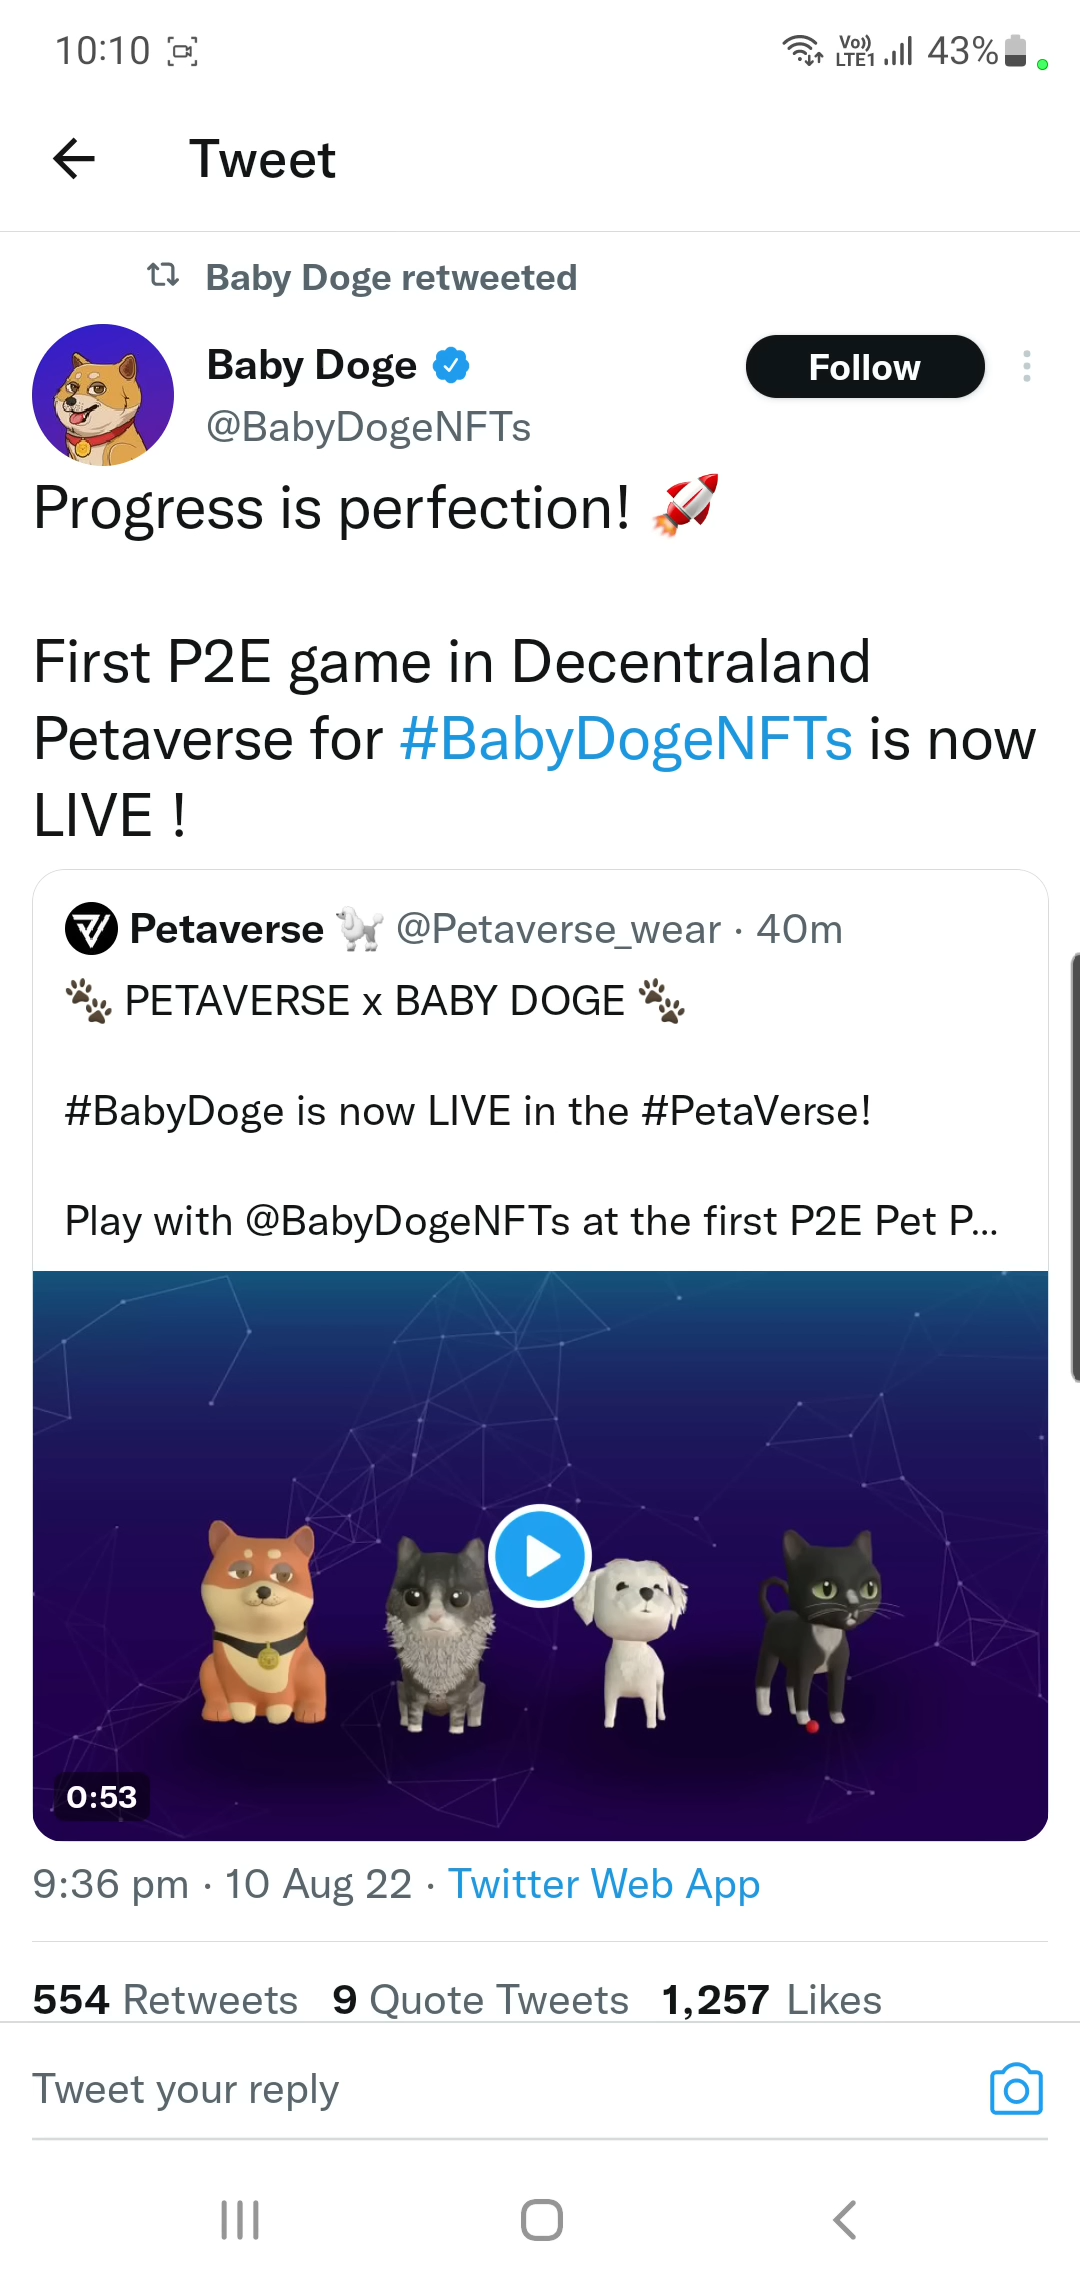 10:10 Vo)) LTE1 43%
Tweet
Baby Doge retweeted
Baby Doge Follow
@BabyDogeNFTs
Progress is perfection! 🚀
First P2E game in Decentraland
Petaverse for #BabyDogeNFTs is now
LIVE !
Petaverse 🐩 @Petaverse_wear · 40m
🐾 PETAVERSE x BABY DOGE 🐾
#BabyDoge is now LIVE in the #PetaVerse!
Play with @BabyDogeNFTs at the first P2E Pet P...
0:53
9:36 pm · 10 Aug 22 · Twitter Web App
554 Retweets 9 Quote Tweets 1,257 Likes
Tweet your reply